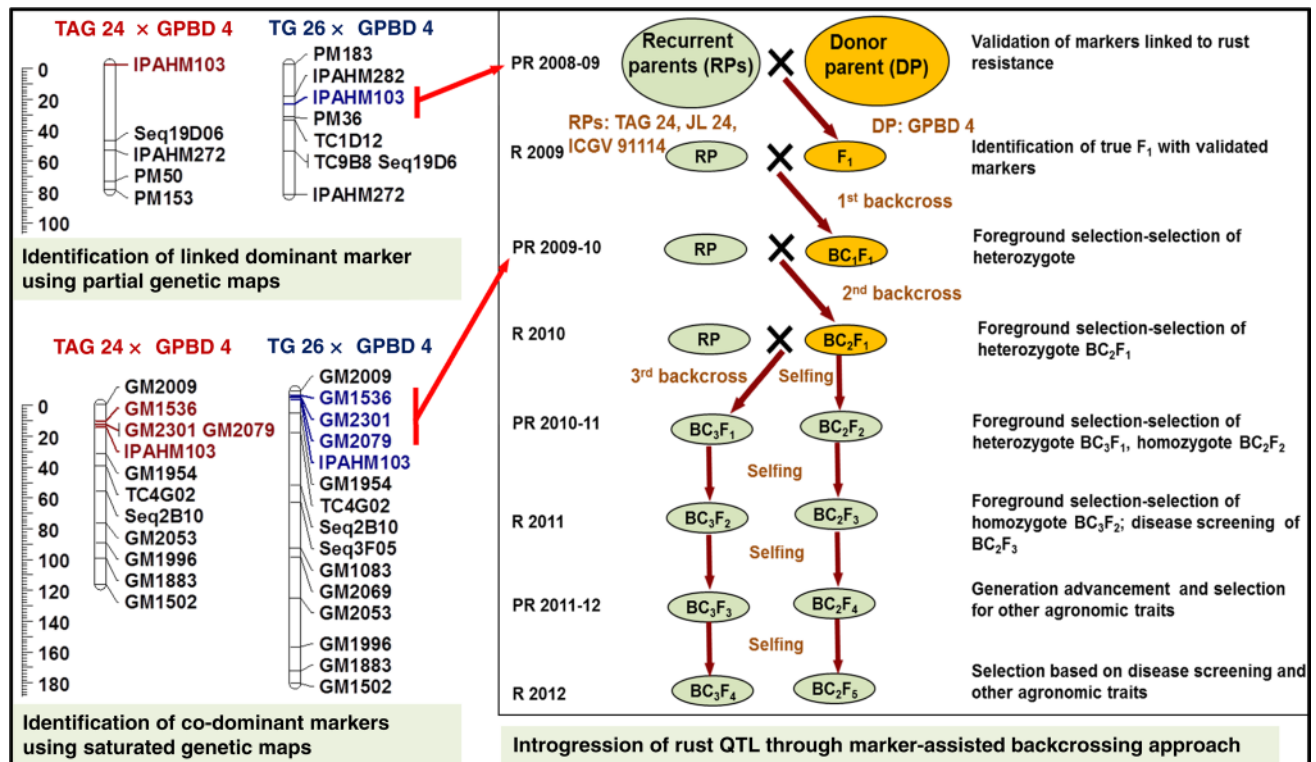 TAG 24 × GPBD 4
TG 26 × GPBD 4
0
20
40
60
80
100
IPAHM103
Seq19D06
IPAHM272
PM50
PM153
PM183
IPAHM282
IPAHM103
PM36
TC1D12
TC9B8 Seq19D6
IPAHM272
Identification of linked dominant marker
using partial genetic maps
TAG 24 × GPBD 4
TG 26 × GPBD 4
0
20
40
60
80
100
120
140
160
180
GM2009
GM1536
GM2301 GM2079
IPAHM103
GM1954
TC4G02
Seq2B10
GM2053
GM1996
GM1883
GM1502
GM2009
GM1536
GM2301
GM2079
IPAHM103
GM1954
TC4G02
Seq2B10
Seq3F05
GM1083
GM2069
GM2053
GM1996
GM1883
GM1502
Identification of co-dominant markers
using saturated genetic maps
PR 2008-09
Recurrent
parents (RPs)
Donor
parent (DP)
Validation of markers linked to rust
resistance
RPs: TAG 24, JL 24,
ICGV 91114
DP: GPBD 4
R 2009
RP
F₁
Identification of true F₁ with validated
markers
1ˢᵗ backcross
PR 2009-10
RP
BC₁F₁
Foreground selection-selection of
heterozygote
2ⁿᵈ backcross
R 2010
RP
BC₂F₁
Foreground selection-selection of
heterozygote BC₂F₁
3ʳᵈ backcross
Selfing
PR 2010-11
BC₃F₁
BC₂F₂
Foreground selection-selection of
heterozygote BC₃F₁, homozygote BC₂F₂
Selfing
R 2011
BC₃F₂
BC₂F₃
Foreground selection-selection of
homozygote BC₃F₂; disease screening of
BC₂F₃
Selfing
PR 2011-12
BC₃F₃
BC₂F₄
Generation advancement and selection
for other agronomic traits
Selfing
R 2012
BC₃F₄
BC₂F₅
Selection based on disease screening and
other agronomic traits
Introgression of rust QTL through marker-assisted backcrossing approach